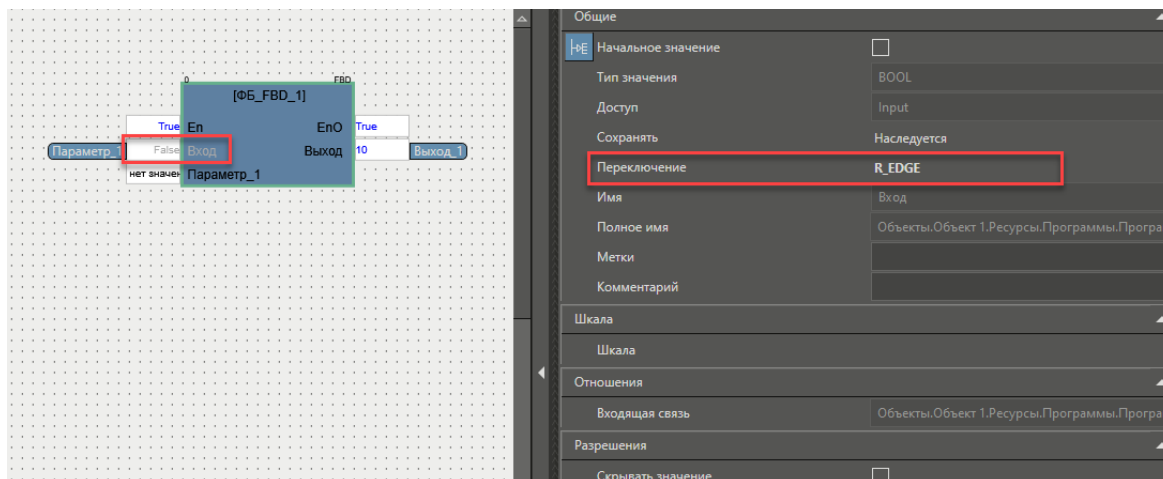 0 FBD
[ФБ_FBD_1]
True En EnO True
Параметр_1 False Вход Выход 10 Выход_1
нет значен Параметр_1
Общие
Начальное значение
Тип значения BOOL
Доступ Input
Сохранять Наследуется
Переключение R_EDGE
Имя Вход
Полное имя Объекты.Объект 1.Ресурсы.Программы.Програ
Метки
Комментарий
Шкала
Шкала
Отношения
Входящая связь Объекты.Объект 1.Ресурсы.Программы.Програ
Разрешения
Скрывать значение